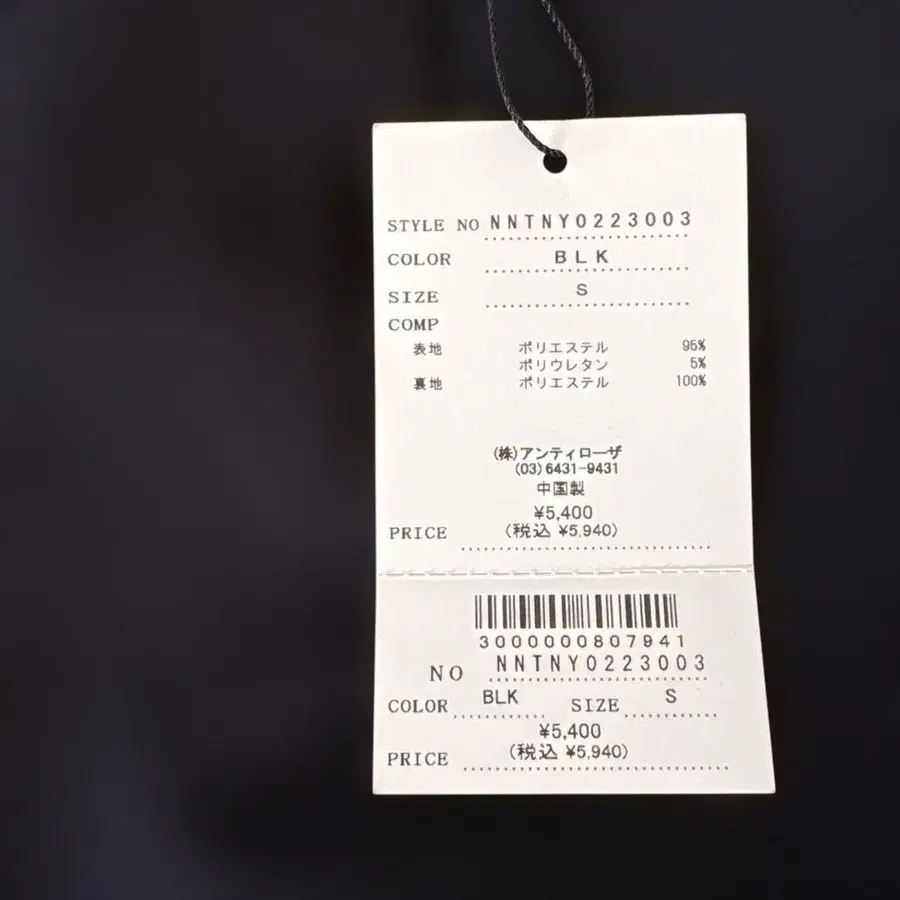 STYLE NO NNTNY0223003
COLOR BLK
SIZE S
COMP
表地 ポリエステル 95%
ポリウレタン 5%
裏地 ポリエステル 100%
(株)アンティローザ
(03)6431-9431
中国製
¥5,400
PRICE (税込 ¥5,940)
3000000807941
NO NNTNY0223003
COLOR BLK SIZE S
¥5,400
PRICE (税込 ¥5,940)